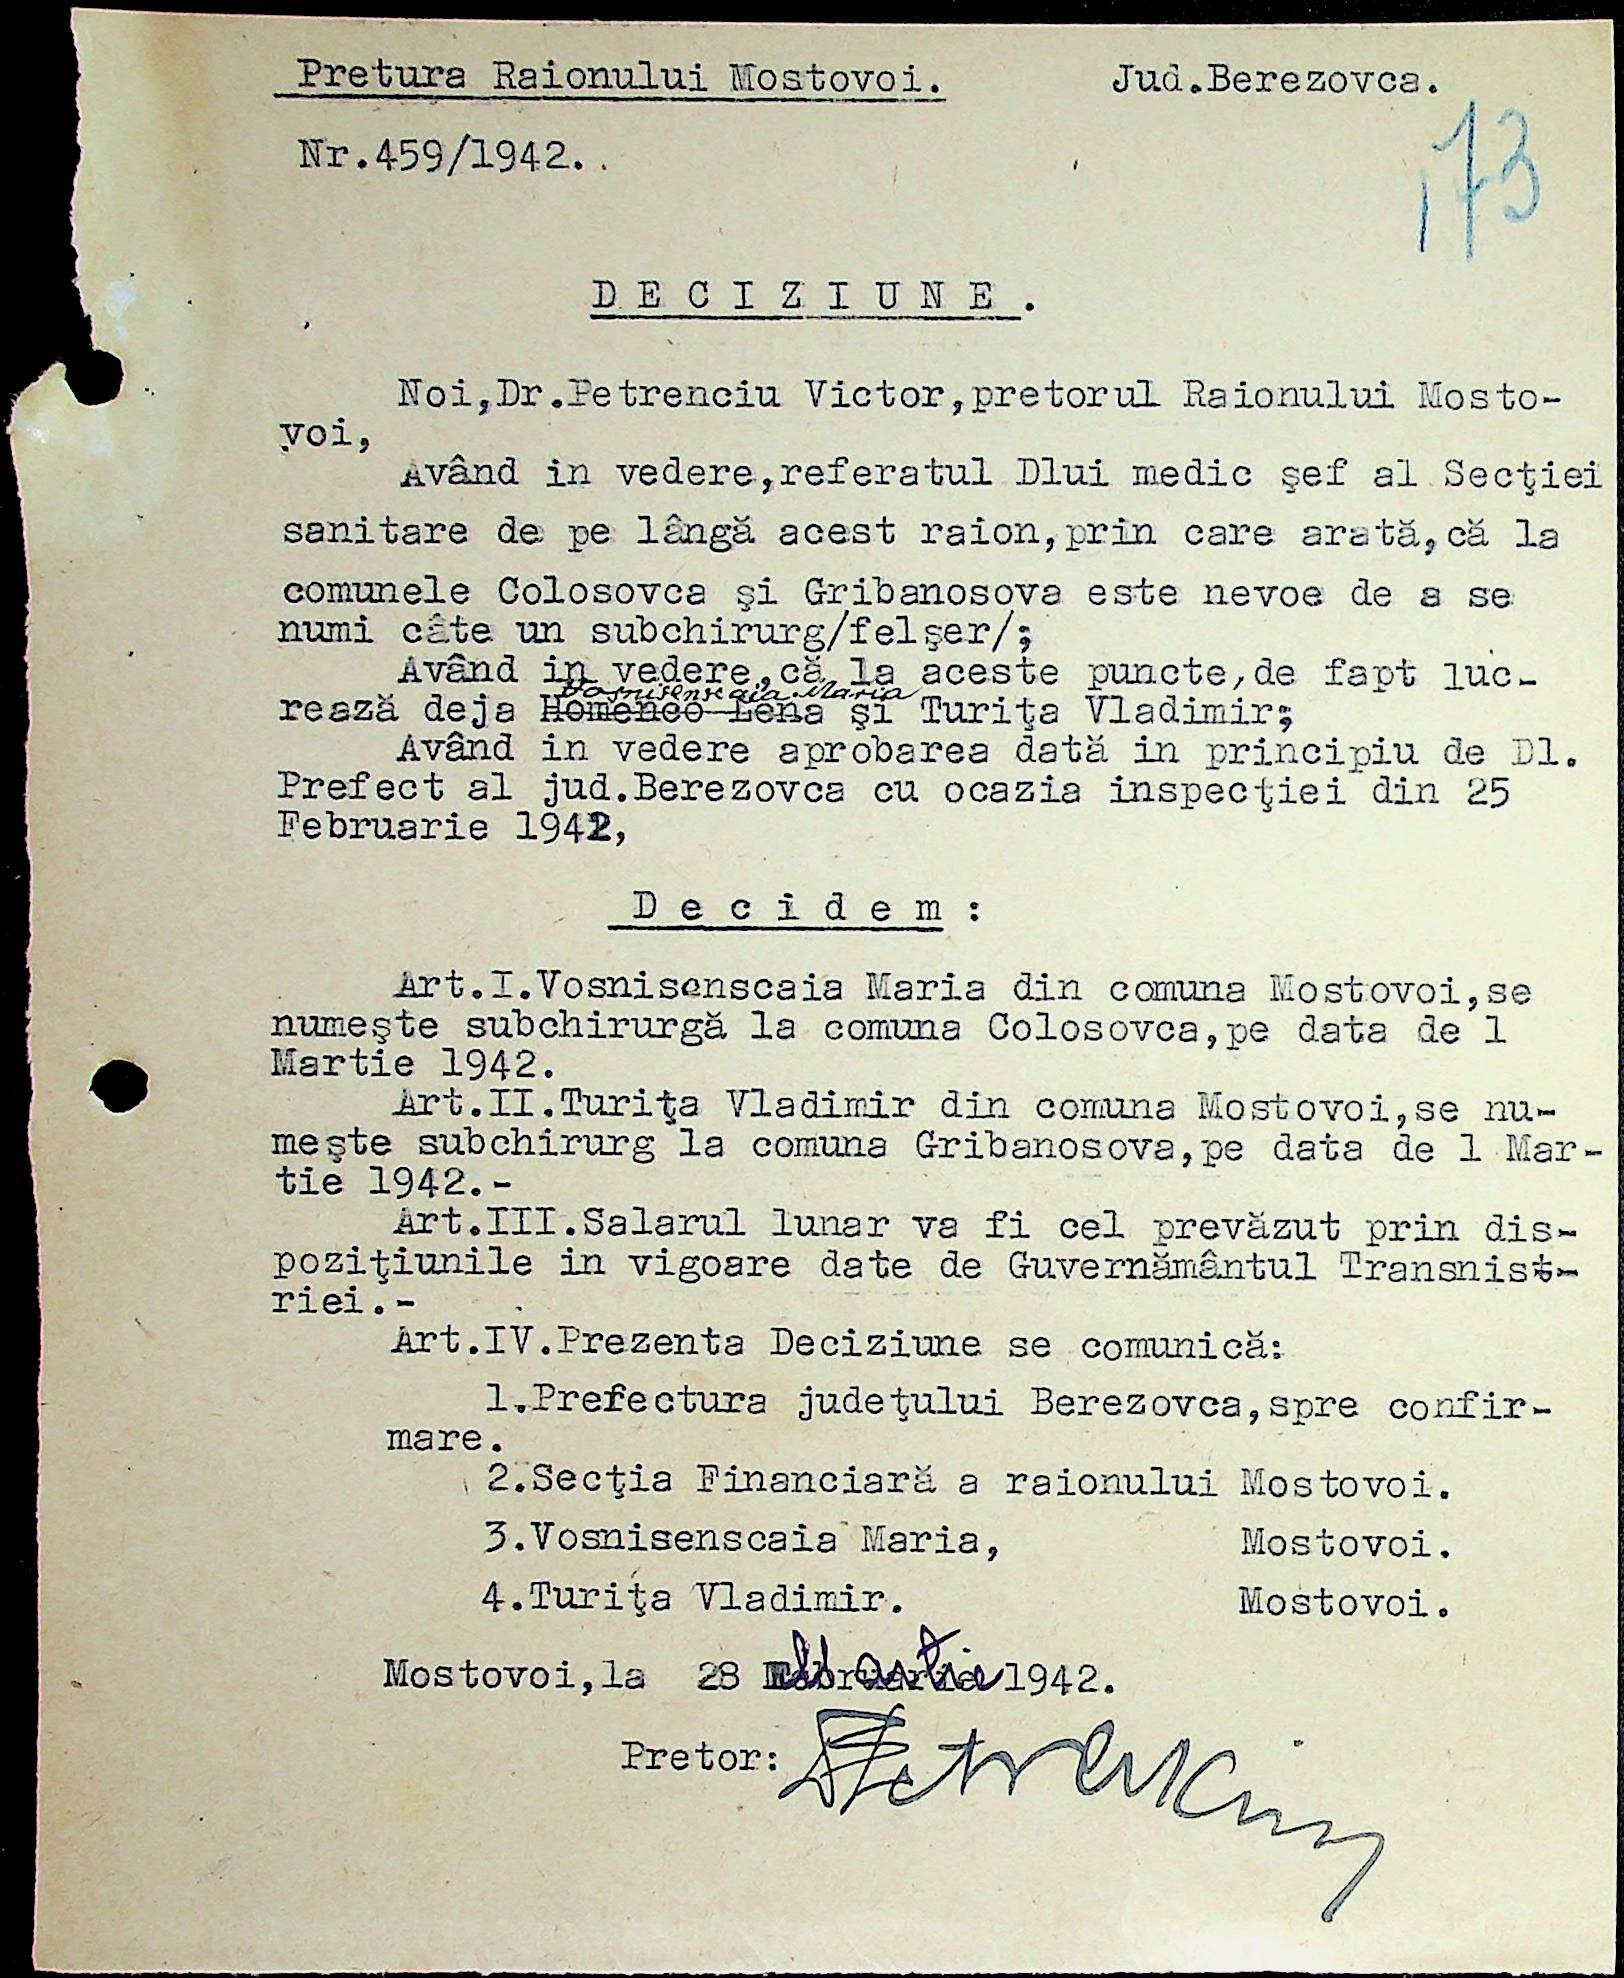 Pretura Raionului Mostovoi. Jud.Berezovca.
173
Nr.459/1942.
DECIZIUNE.
Noi,Dr.Petrenciu Victor,pretorul Raionului Mosto-
voi,
Având in vedere,referatul Dlui medic şef al Secţiei
sanitare de pe lângă acest raion,prin care arată,că la
comunele Colosovca şi Gribanosova este nevoe de a se
numi câte un subchirurg/felşer/;
Având in vedere,că la aceste puncte,de fapt luc-
Vosnisenscaia Maria
rează deja Homenco Lena şi Turiţa Vladimir;
Având in vedere aprobarea dată in principiu de Dl.
Prefect al jud.Berezovca cu ocazia inspecţiei din 25
Februarie 1942,
Decidem:
Art.I.Vosnisenscaia Maria din comuna Mostovoi,se
numeşte subchirurgă la comuna Colosovca,pe data de 1
Martie 1942.
Art.II.Turiţa Vladimir din comuna Mostovoi,se nu-
meşte subchirurg la comuna Gribanosova,pe data de 1 Mar-
tie 1942.-
Art.III.Salarul lunar va fi cel prevăzut prin dis-
poziţiunile in vigoare date de Guvernământul Transnist-
riei.-
Art.IV.Prezenta Deciziune se comunică:
1.Prefectura judeţului Berezovca,spre confir-
mare.
2.Secţia Financiară a raionului Mostovoi.
3.Vosnisenscaia Maria, Mostovoi.
4.Turiţa Vladimir. Mostovoi.
Mostovoi,la 28 Martie 1942.
Pretor: Petrenciu